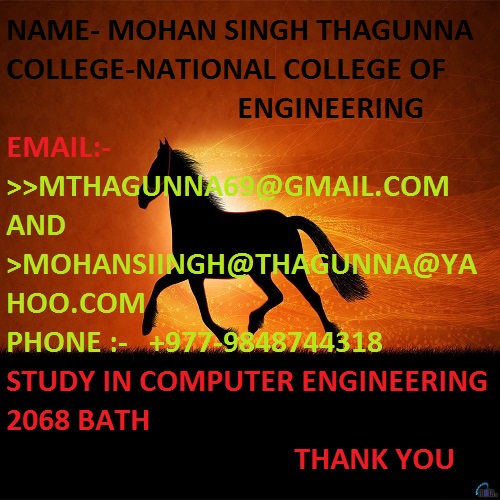 NAME- MOHAN SINGH THAGUNNA
COLLEGE-NATIONAL COLLEGE OF
ENGINEERING
EMAIL:-
>>MTHAGUNNA69@GMAIL.COM
AND
>MOHANSIINGH@THAGUNNA@YA
HOO.COM
PHONE :- +977-9848744318
STUDY IN COMPUTER ENGINEERING
2068 BATH
THANK YOU